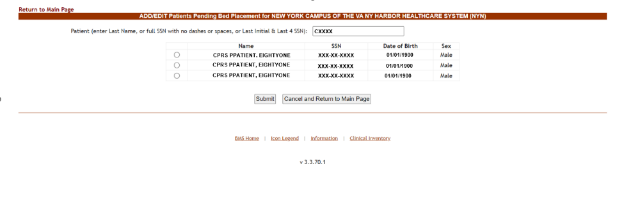 Return to Main Page
ADD/EDIT Patients Pending Bed Placement for NEW YORK CAMPUS OF THE VA NY HARBOR HEALTHCARE SYSTEM (NYN)
Patient (enter Last Name, or full SSN with no dashes or spaces, or Last Initial & Last 4 SSN): CXXXX
Name SSN Date of Birth Sex
CPRS PPATIENT, EIGHTYONE XXX-XX-XXXX 01/01/1900 Male
CPRS PPATIENT, EIGHTYONE XXX-XX-XXXX 01/01/1900 Male
CPRS PPATIENT, EIGHTYONE XXX-XX-XXXX 01/01/1900 Male
Submit Cancel and Return to Main Page
BMS Home | Icon Legend | Information | Clinical Inventory
v 3.3.70.1